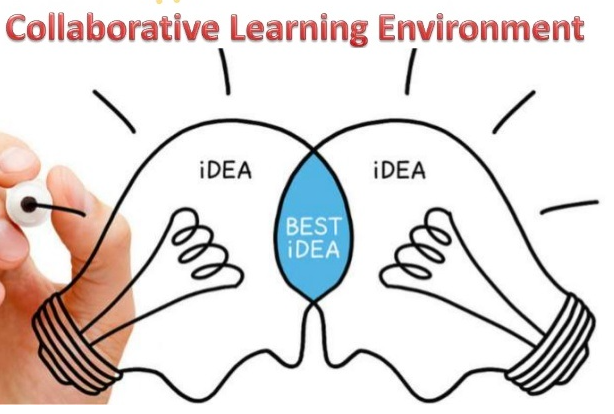 Collaborative Learning Environment
iDEA
iDEA
BEST
iDEA